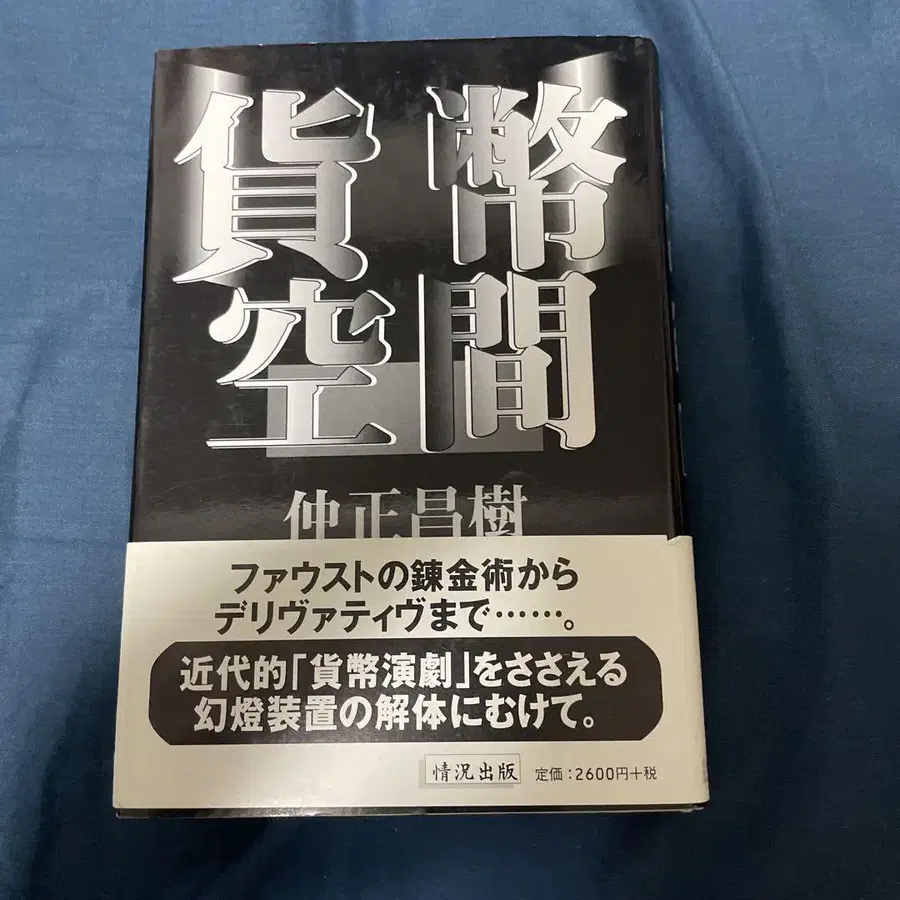 貨幣
空間
仲正昌樹
ファウストの錬金術から
デリヴァティヴまで……。
近代的「貨幣演劇」をささえる
幻燈装置の解体にむけて。
情況出版 定価:2600円+税